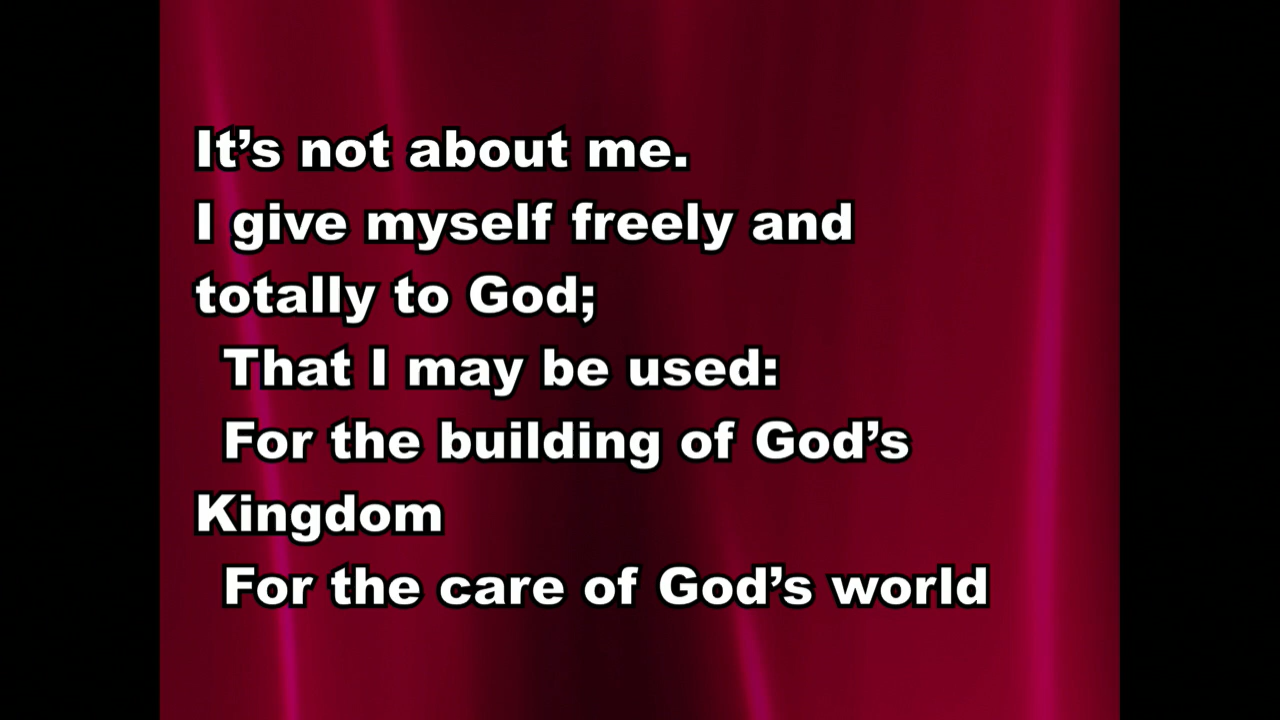 It’s not about me.
I give myself freely and
totally to God;
That I may be used:
For the building of God’s
Kingdom
For the care of God’s world